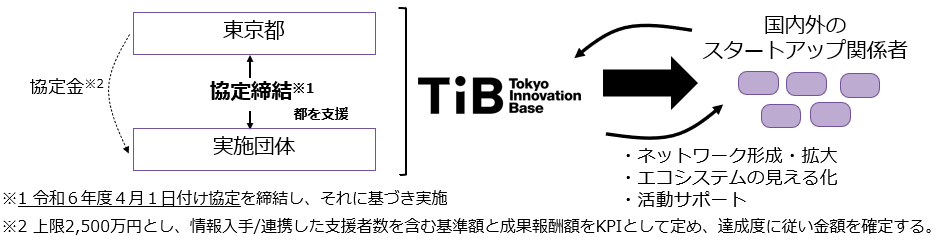 東京都
協定金※2
協定締結※1
都を支援
実施団体
TiB Tokyo
Innovation
Base
国内外の
スタートアップ関係者
・ネットワーク形成・拡大
・エコシステムの見える化
・活動サポート
※1 令和６年度４月１日付け協定を締結し、それに基づき実施
※2 上限2,500万円とし、情報入手/連携した支援者数を含む基準額と成果報酬額をKPIとして定め、達成度に従い金額を確定する。